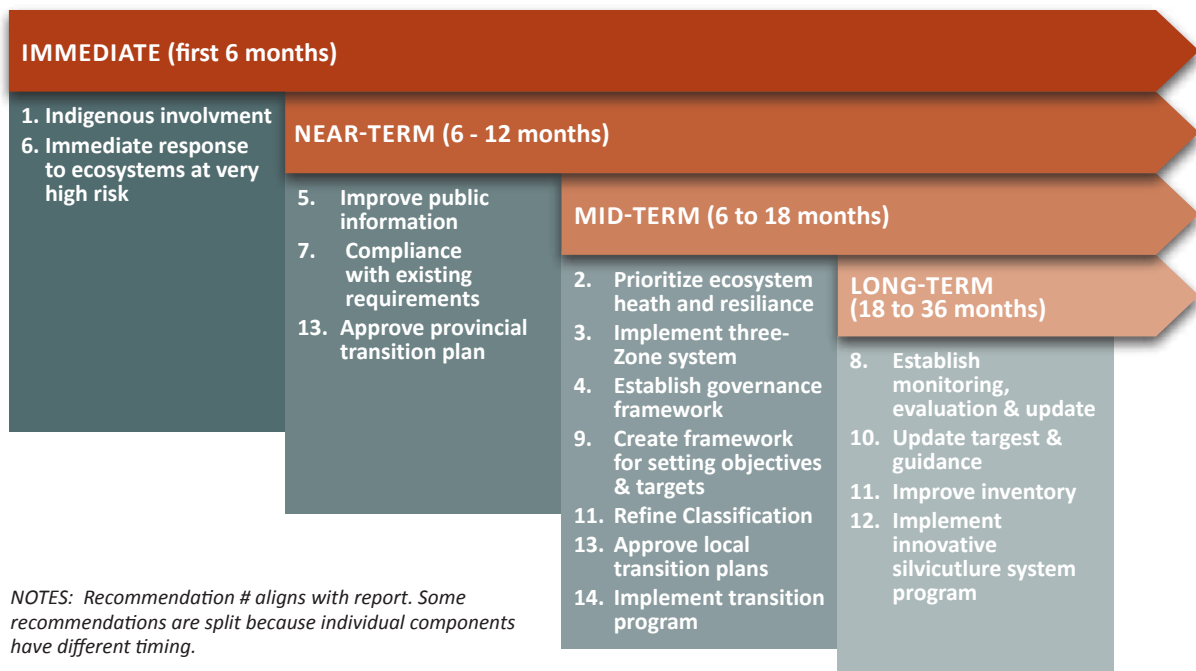 IMMEDIATE (first 6 months)
1. Indigenous involvment
6. Immediate response
to ecosystems at very
high risk
NEAR-TERM (6 - 12 months)
5. Improve public
information
7. Compliance
with existing
requirements
13. Approve provincial
transition plan
MID-TERM (6 to 18 months)
2. Prioritize ecosystem
heath and resiliance
3. Implement three-
Zone system
4. Establish governance
framework
9. Create framework
for setting objectives
& targets
11. Refine Classification
13. Approve local
transition plans
14. Implement transition
program
LONG-TERM
(18 to 36 months)
8. Establish
monitoring,
evaluation & update
10. Update targest &
guidance
11. Improve inventory
12. Implement
innovative
silvicutlure system
program
NOTES: Recommendation # aligns with report. Some
recommendations are split because individual components
have different timing.